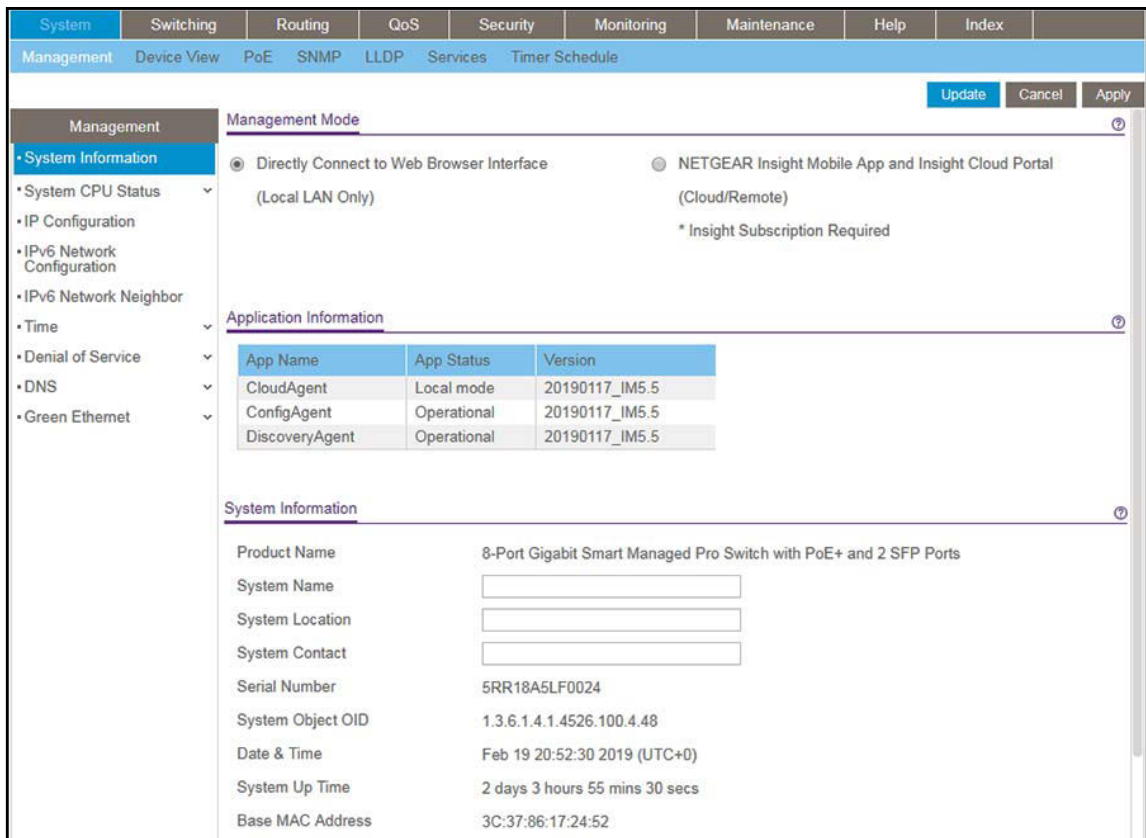 System Switching Routing QoS Security Monitoring Maintenance Help Index
Management Device View PoE SNMP LLDP Services Timer Schedule
Update Cancel Apply
Management
System Information
System CPU Status
IP Configuration
IPv6 Network
Configuration
IPv6 Network Neighbor
Time
Denial of Service
DNS
Green Ethernet
Management Mode
Directly Connect to Web Browser Interface
(Local LAN Only)
NETGEAR Insight Mobile App and Insight Cloud Portal
(Cloud/Remote)
* Insight Subscription Required
Application Information
App Name App Status Version
CloudAgent Local mode 20190117_IM5.5
ConfigAgent Operational 20190117_IM5.5
DiscoveryAgent Operational 20190117_IM5.5
System Information
Product Name 8-Port Gigabit Smart Managed Pro Switch with PoE+ and 2 SFP Ports
System Name
System Location
System Contact
Serial Number 5RR18A5LF0024
System Object OID 1.3.6.1.4.1.4526.100.4.48
Date & Time Feb 19 20:52:30 2019 (UTC+0)
System Up Time 2 days 3 hours 55 mins 30 secs
Base MAC Address 3C:37:86:17:24:52